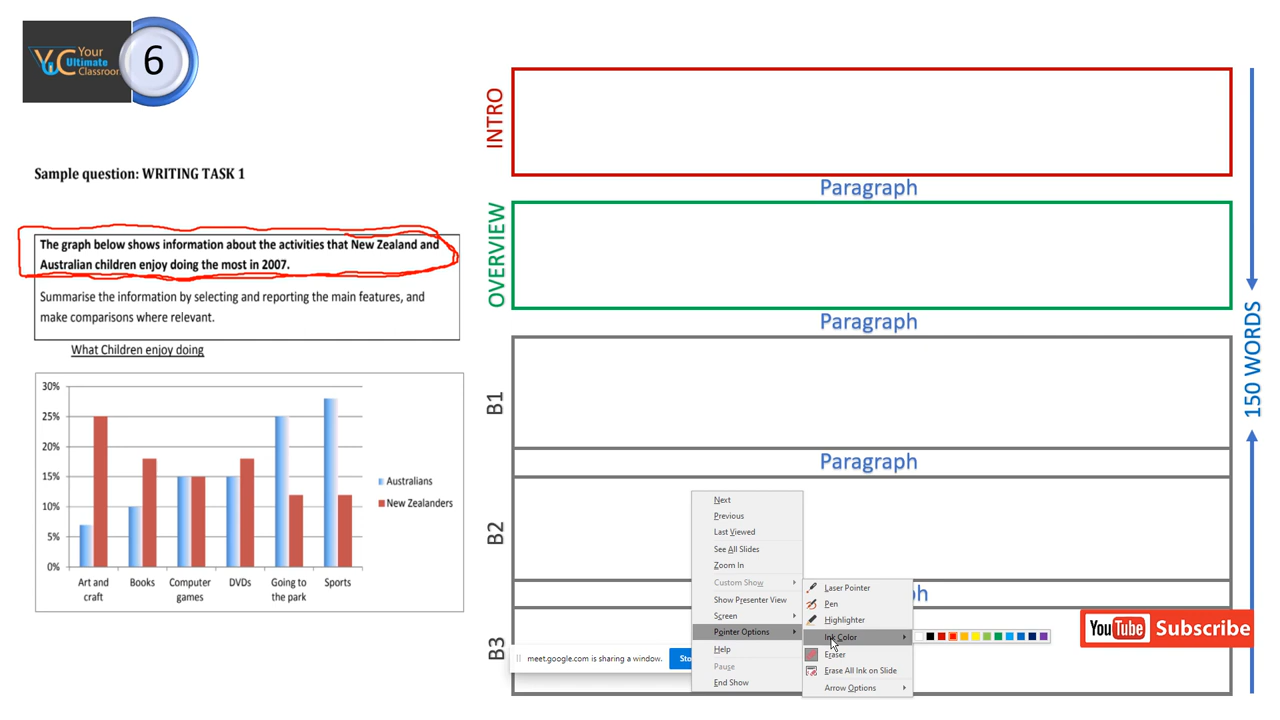 YUC Your
Ultimate
Classroom
6
Sample question: WRITING TASK 1
The graph below shows information about the activities that New Zealand and
Australian children enjoy doing the most in 2007.
Summarise the information by selecting and reporting the main features, and
make comparisons where relevant.
What Children enjoy doing
30%
25%
20%
15%
10%
5%
0%
Art and
craft
Books
Computer
games
DVDs
Going to
the park
Sports
Australians
New Zealanders
INTRO
Paragraph
OVERVIEW
Paragraph
B1
Paragraph
B2
ph
B3
150 WORDS
Next
Previous
Last Viewed
See All Slides
Zoom In
Custom Show
Show Presenter View
Screen
Pointer Options
Help
Pause
End Show
Laser Pointer
Pen
Highlighter
Ink Color
Eraser
Erase All Ink on Slide
Arrow Options
meet.google.com is sharing a window.
Sto
YouTube Subscribe